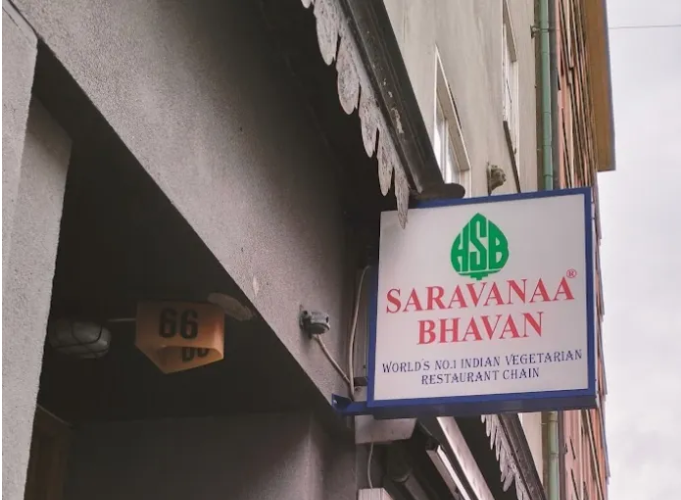 66
HSB
SARAVANAA®
BHAVAN
WORLD'S NO.1 INDIAN VEGETARIAN
RESTAURANT CHAIN